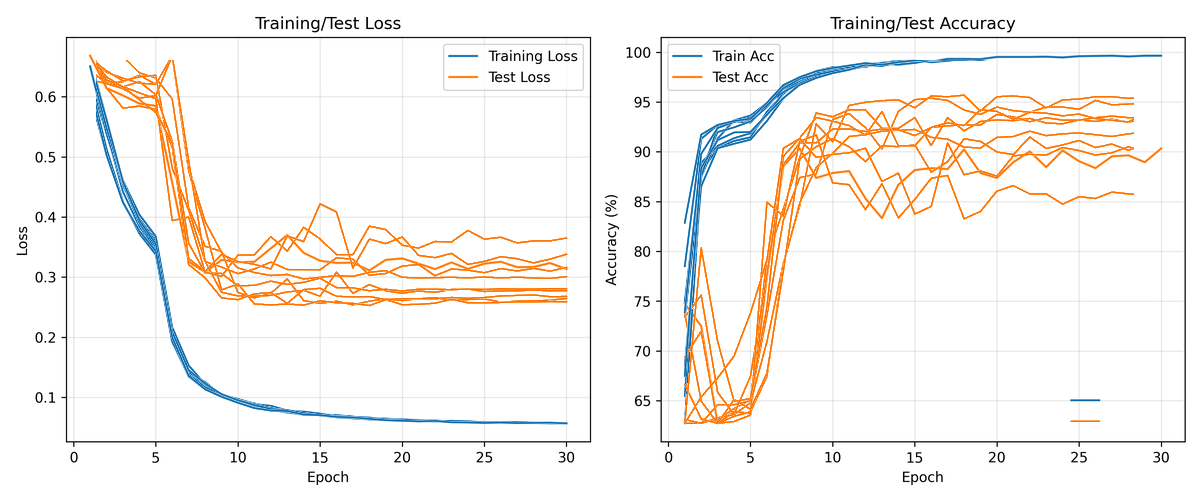 Training/Test Loss
Training Loss
Test Loss
0.6
0.5
0.4
0.3
0.2
0.1
Loss
0
5
10
15
20
25
30
Epoch
Training/Test Accuracy
Train Acc
Test Acc
100
95
90
85
80
75
70
65
Accuracy (%)
0
5
10
15
20
25
30
Epoch